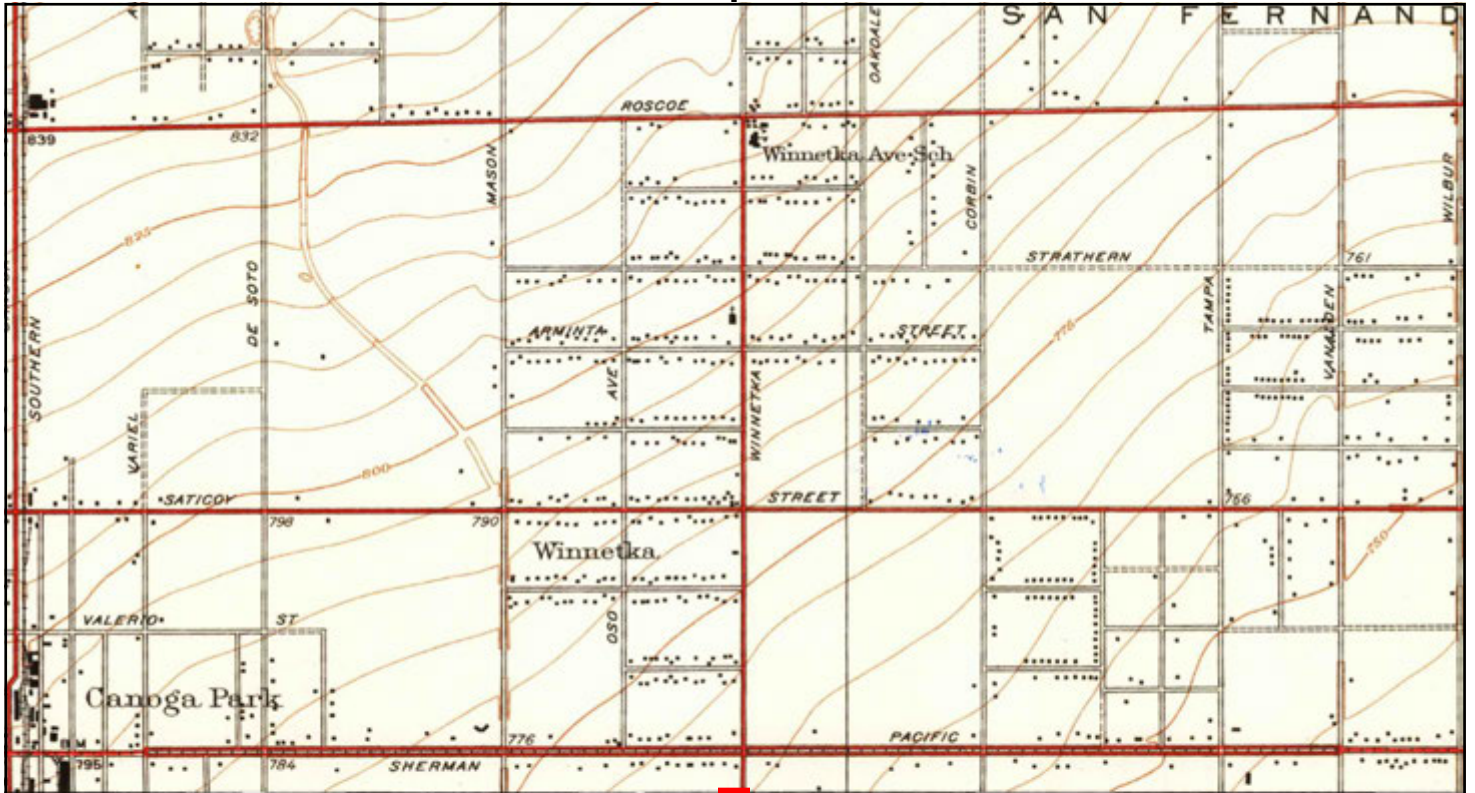 SAN FERNAND
OAKDALE
ROSCOE
839
832
Winnetka Ave Sch
MASON
CORBIN
WILBUR
825
DE SOTO
STRATHERN
761
SOUTHERN
ARMINTA
STREET
775
TAMPA
VANALDEN
AVE
WINNETKA
VARIEL
800
SATICOY
STREET
766
798
790
Winnetka
750
VALERIO
ST
OSO
Canoga Park
776
PACIFIC
BM
795
784
SHERMAN